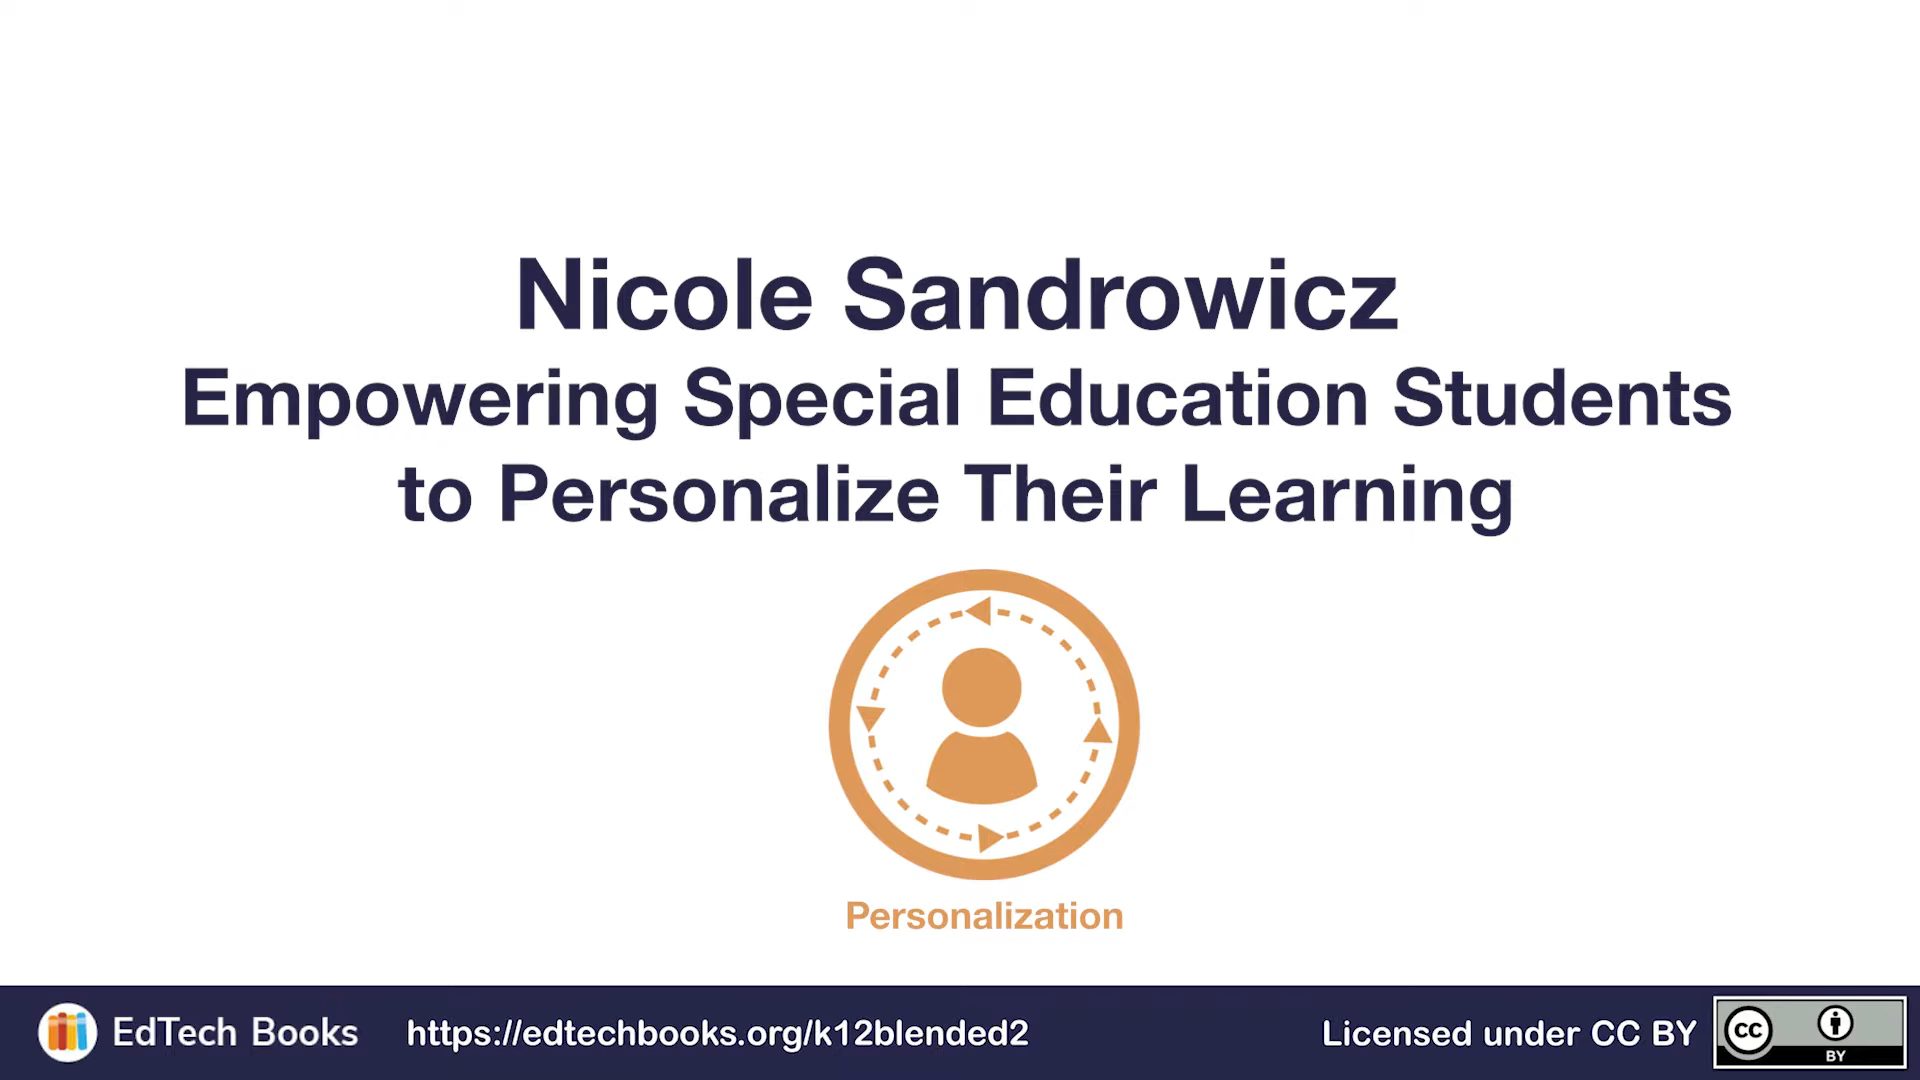 Nicole Sandrowicz
Empowering Special Education Students
to Personalize Their Learning
Personalization
EdTech Books https://edtechbooks.org/k12blended2 Licensed under CC BY
cc
BY